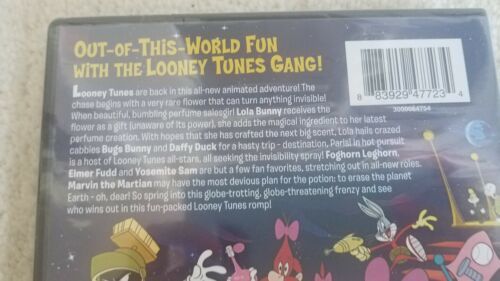 OUT-OF-THIS-WORLD FUN
WITH THE LOONEY TUNES GANG!
Looney Tunes are back in this all-new animated adventure! The
chase begins with a very rare flower that can turn anything invisible!
When beautiful, bumbling perfume salesgirl Lola Bunny receives the
flower as a gift (unaware of its power), she adds the magical ingredient to her latest
perfume creation. With hopes that she has crafted the next big scent, Lola hails crazed
cabbies Bugs Bunny and Daffy Duck for a hasty trip - destination, Paris! In hot pursuit
is a host of Looney Tunes all-stars, all seeking the invisibility spray! Foghorn Leghorn,
Elmer Fudd and Yosemite Sam are but a few fan favorites, stretching out in all-new roles.
Marvin the Martian may have the most devious plan for the potion: to erase the planet
Earth - oh, dear! So spring into this globe-trotting, globe-threatening frenzy and see
who wins out in this fun-packed Looney Tunes romp!
8 83929 47723 4
3000064754